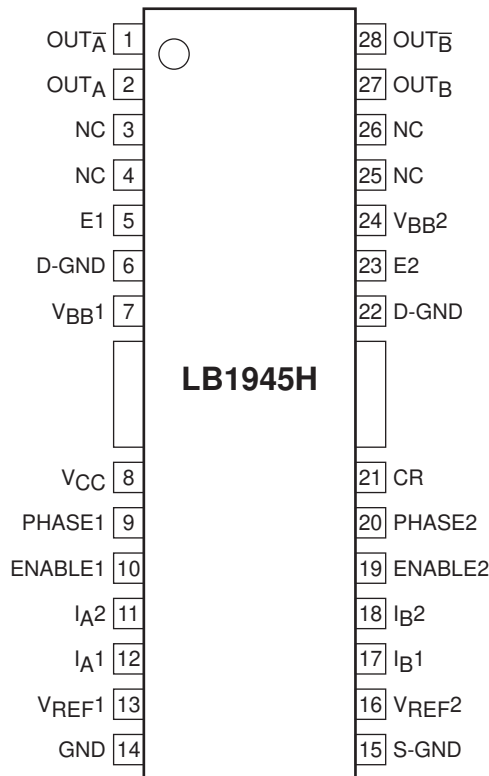 OUTA̅ 1 28 OUTB̅
OUTA 2 27 OUTB
NC 3 26 NC
NC 4 25 NC
E1 5 24 VBB2
D-GND 6 23 E2
VBB1 7 22 D-GND
LB1945H
VCC 8 21 CR
PHASE1 9 20 PHASE2
ENABLE1 10 19 ENABLE2
IA2 11 18 IB2
IA1 12 17 IB1
VREF1 13 16 VREF2
GND 14 15 S-GND